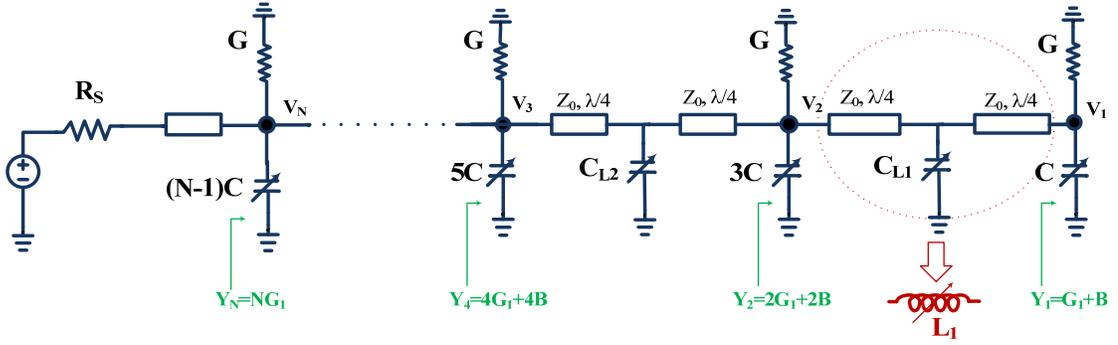 G
G
G
G
R_S
V_N
V_3
Z_0, λ/4
Z_0, λ/4
V_2
Z_0, λ/4
Z_0, λ/4
V_1
+
-
(N-1)C
5C
C_L2
3C
C_L1
C
Y_N=NG_1
Y_4=4G_1+4B
Y_2=2G_1+2B
Y_1=G_1+B
L_1